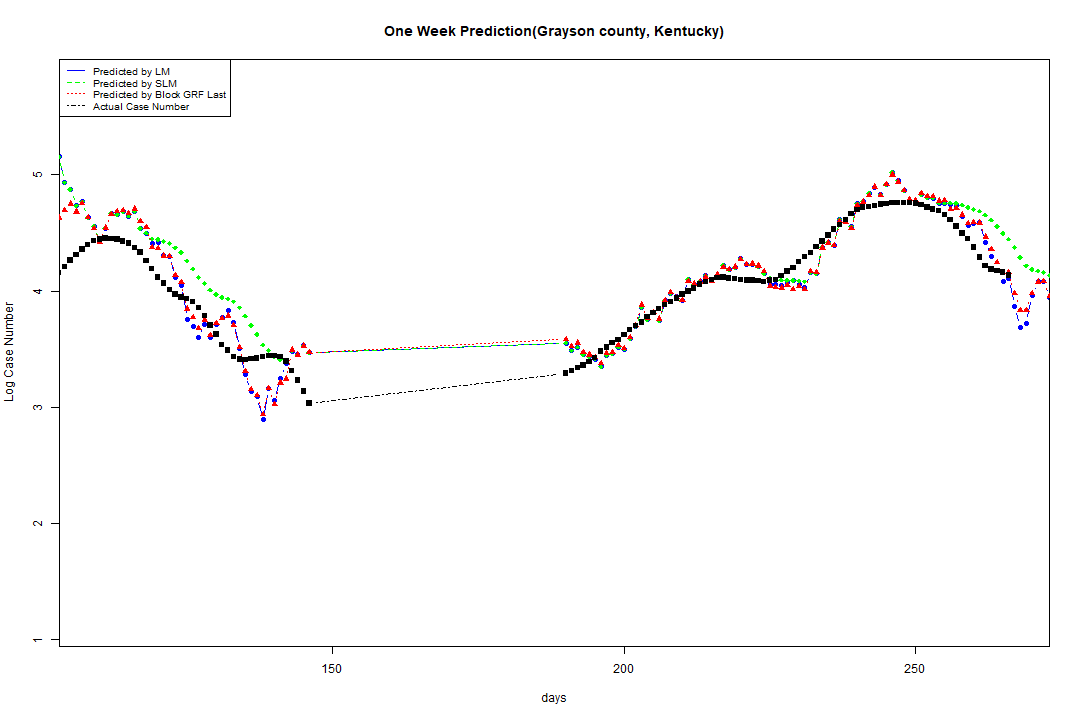 One Week Prediction(Grayson county, Kentucky)
Predicted by LM
Predicted by SLM
Predicted by Block GRF Last
Actual Case Number
5
4
3
2
1
Log Case Number
150 200 250
days